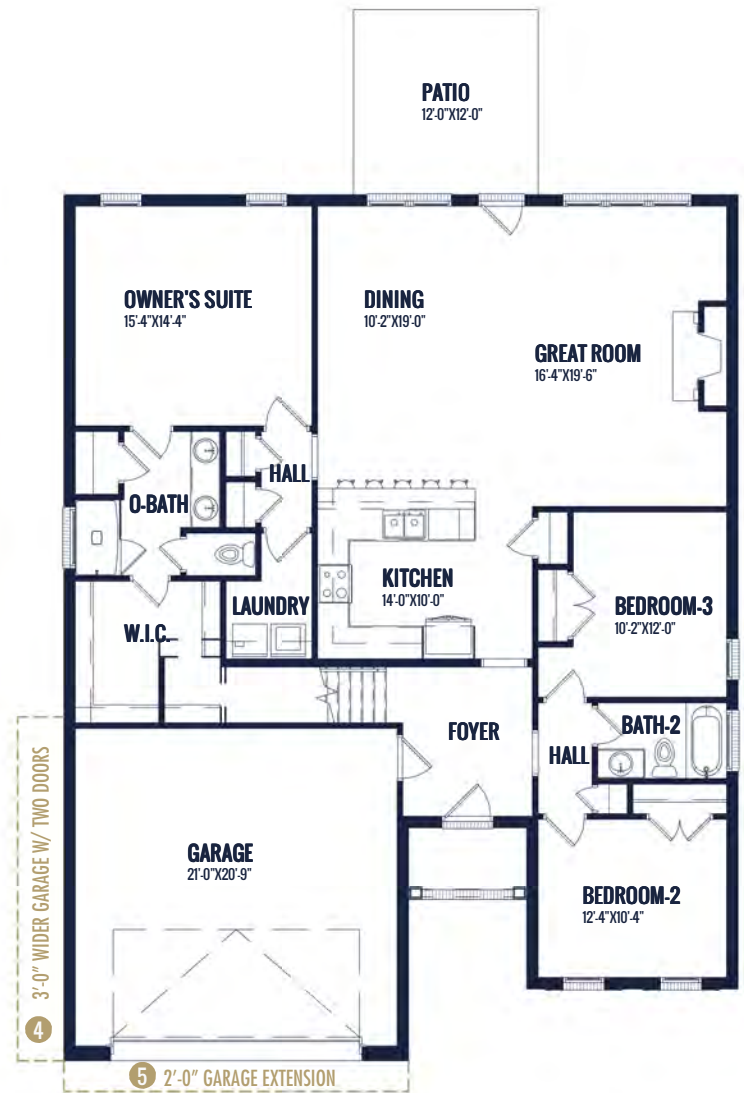 PATIO
12'-0"X12'-0"
OWNER'S SUITE
15'-4"X14'-4"
DINING
10'-2"X19'-0"
GREAT ROOM
16'-4"X19'-6"
HALL
O-BATH
KITCHEN
14'-0"X10'-0"
LAUNDRY
BEDROOM-3
10'-2"X12'-0"
W.I.C.
FOYER
BATH-2
HALL
GARAGE
21'-0"X20'-9"
BEDROOM-2
12'-4"X10'-4"
3'-0" WIDER GARAGE W/ TWO DOORS
4
5 2'-0" GARAGE EXTENSION